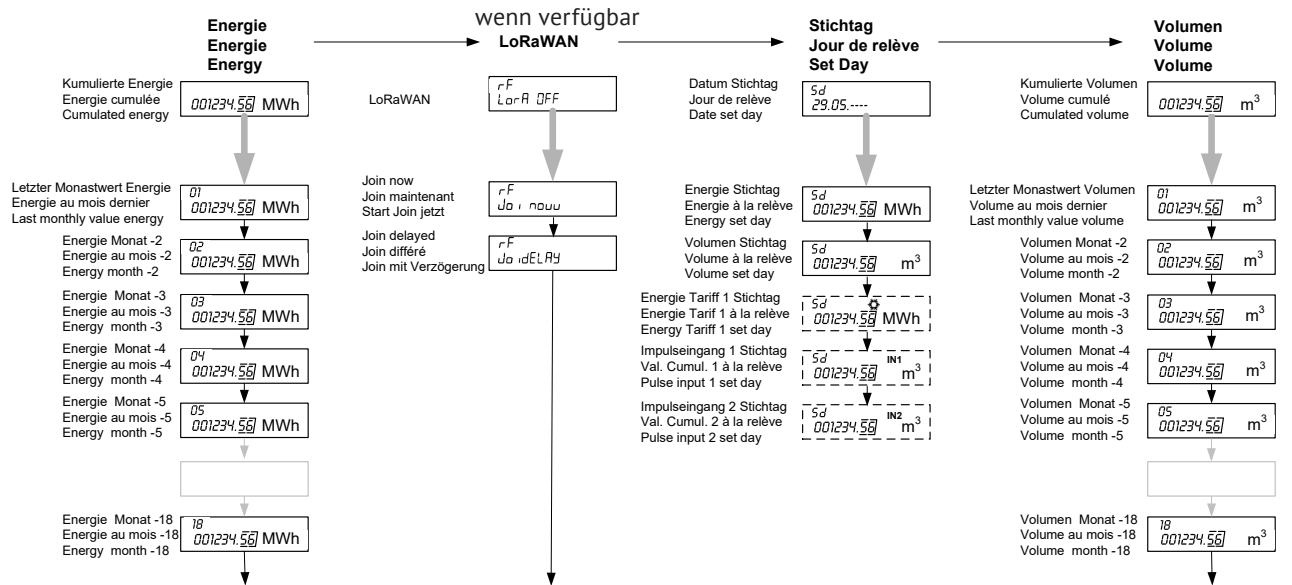 Energie
Energie
Energy
Kumulierte Energie
Energie cumulée
Cumulated energy
001234.56 MWh
Letzter Monastwert Energie
Energie au mois dernier
Last monthly value energy
01
001234.56 MWh
Energie Monat -2
Energie au mois -2
Energy month -2
02
001234.56 MWh
Energie Monat -3
Energie au mois -3
Energy month -3
03
001234.56 MWh
Energie Monat -4
Energie au mois -4
Energy month -4
04
001234.56 MWh
Energie Monat -5
Energie au mois -5
Energy month -5
05
001234.56 MWh
Energie Monat -18
Energie au mois -18
Energy month -18
18
001234.56 MWh
wenn verfügbar
LoRaWAN
LoRaWAN
rF
LorA OFF
Join now
Join maintenant
Start Join jetzt
rF
Joi nouu
Join delayed
Join différé
Join mit Verzögerung
rF
Jo idELAY
Stichtag
Jour de relève
Set Day
Datum Stichtag
Jour de relève
Date set day
Sd
29.05.----
Energie Stichtag
Energie à la relève
Energy set day
Sd
001234.56 MWh
Volumen Stichtag
Volume à la relève
Volume set day
Sd
001234.56 m³
Energie Tariff 1 Stichtag
Energie Tarif 1 à la relève
Energy Tariff 1 set day
Sd
001234.56 MWh
Impulseingang 1 Stichtag
Val. Cumul. 1 à la relève
Pulse input 1 set day
Sd IN1
001234.56 m³
Impulseingang 2 Stichtag
Val. Cumul. 2 à la relève
Pulse input 2 set day
Sd IN2
001234.56 m³
Volumen
Volume
Volume
Kumulierte Volumen
Volume cumulé
Cumulated volume
001234.56 m³
Letzter Monastwert Volumen
Volume au mois dernier
Last monthly value volume
01
001234.56 m³
Volumen Monat -2
Volume au mois -2
Volume month -2
02
001234.56 m³
Volumen Monat -3
Volume au mois -3
Volume month -3
03
001234.56 m³
Volumen Monat -4
Volume au mois -4
Volume month -4
04
001234.56 m³
Volumen Monat -5
Volume au mois -5
Volume month -5
05
001234.56 m³
Volumen Monat -18
Volume au mois -18
Volume month -18
18
001234.56 m³